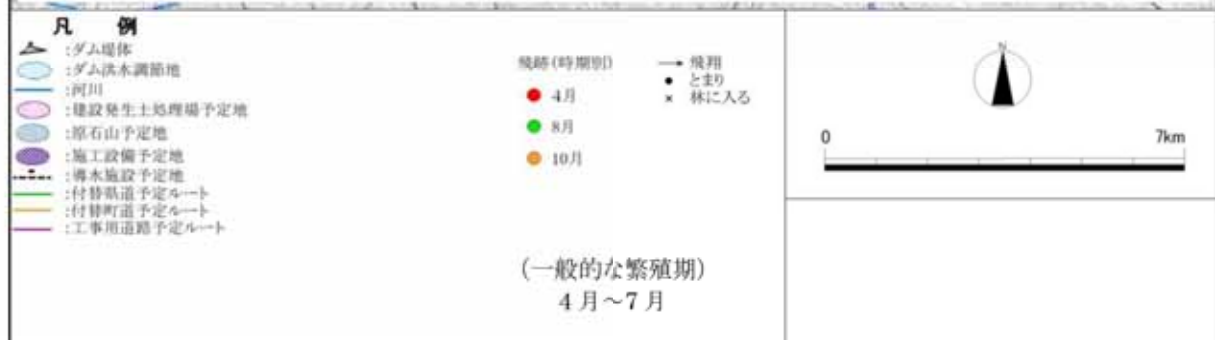 凡 例
:ダム堤体
:ダム洪水調節地
:河川
:建設発生土処理場予定地
:原石山予定地
:施工設備予定地
:導水施設予定地
:付替県道予定ルート
:付替町道予定ルート
:工事用道路予定ルート
飛跡(時期別)
4月
8月
10月
飛翔
とまり
林に入る
(一般的な繁殖期)
4月～7月
N
0 7km